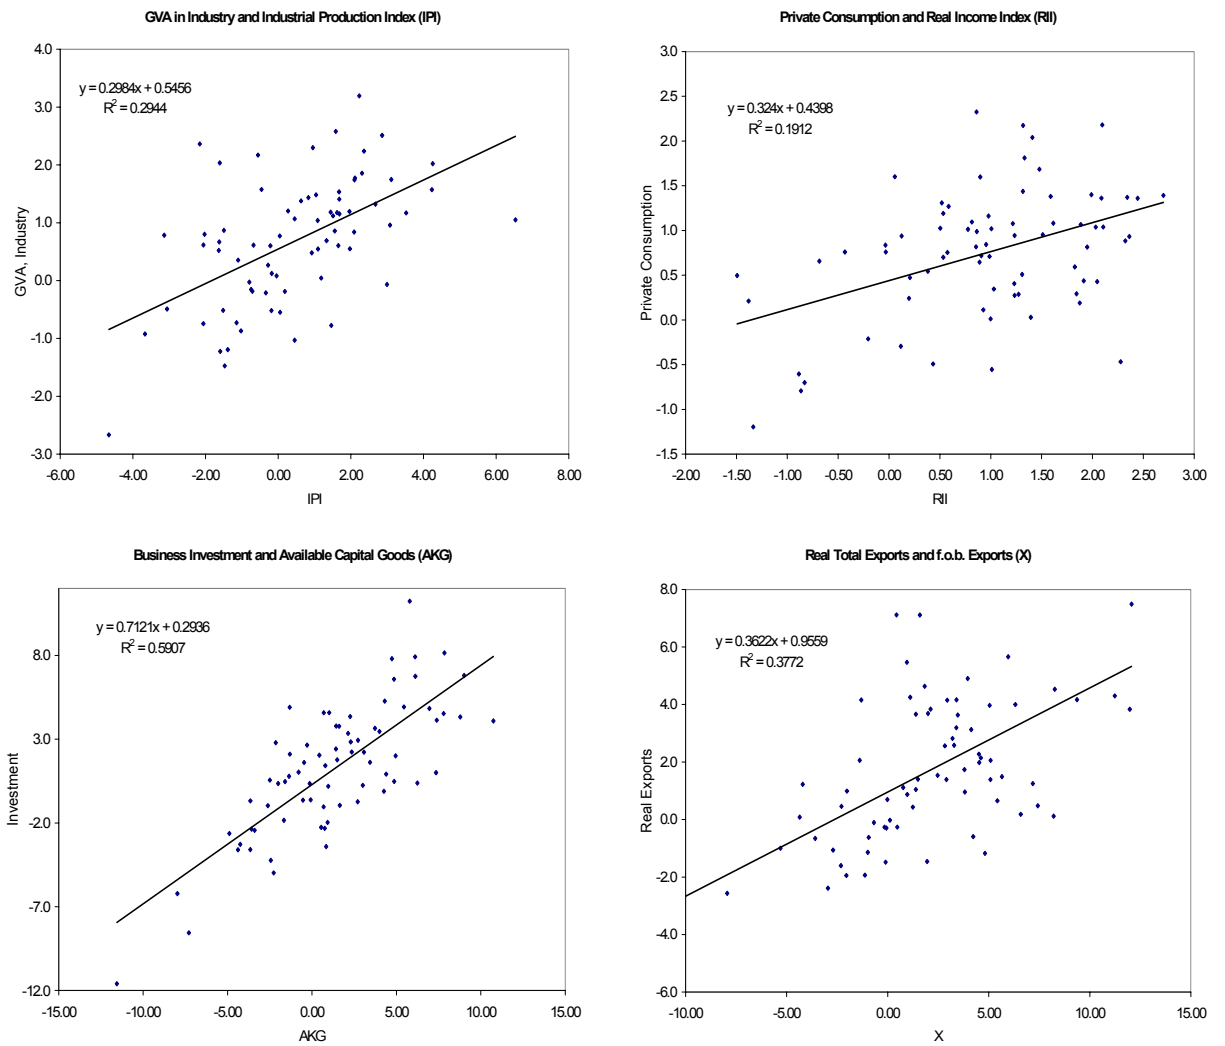 GVA in Industry and Industrial Production Index (IPI)
4.0
3.0
2.0
1.0
0.0
-1.0
-2.0
-3.0
GVA, Industry
y = 0.2984x + 0.5456
R² = 0.2944
-6.00 -4.00 -2.00 0.00 2.00 4.00 6.00 8.00
IPI
Private Consumption and Real Income Index (RII)
3.0
2.5
2.0
1.5
1.0
0.5
0.0
-0.5
-1.0
-1.5
Private Consumption
y = 0.324x + 0.4398
R² = 0.1912
-2.00 -1.50 -1.00 -0.50 0.00 0.50 1.00 1.50 2.00 2.50 3.00
RII
Business Investment and Available Capital Goods (AKG)
8.0
3.0
-2.0
-7.0
-12.0
Investment
y = 0.7121x + 0.2936
R² = 0.5907
-15.00 -10.00 -5.00 0.00 5.00 10.00 15.00
AKG
Real Total Exports and f.o.b. Exports (X)
8.0
6.0
4.0
2.0
0.0
-2.0
-4.0
-6.0
Real Exports
y = 0.3622x + 0.9559
R² = 0.3772
-10.00 -5.00 0.00 5.00 10.00 15.00
X